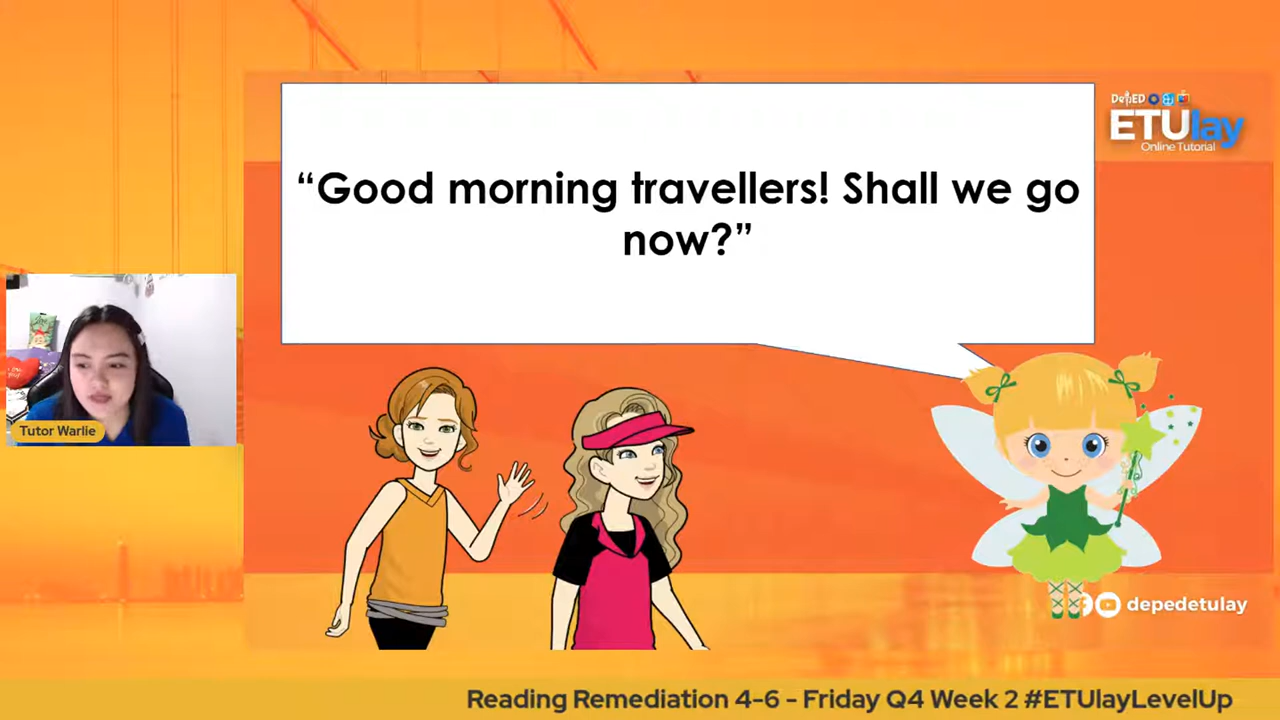 “Good morning travellers! Shall we go
now?”
DepED
ETUlay
Online Tutorial
Tutor Warlie
depedetulay
Reading Remediation 4-6 - Friday Q4 Week 2 #ETUlayLevelUp